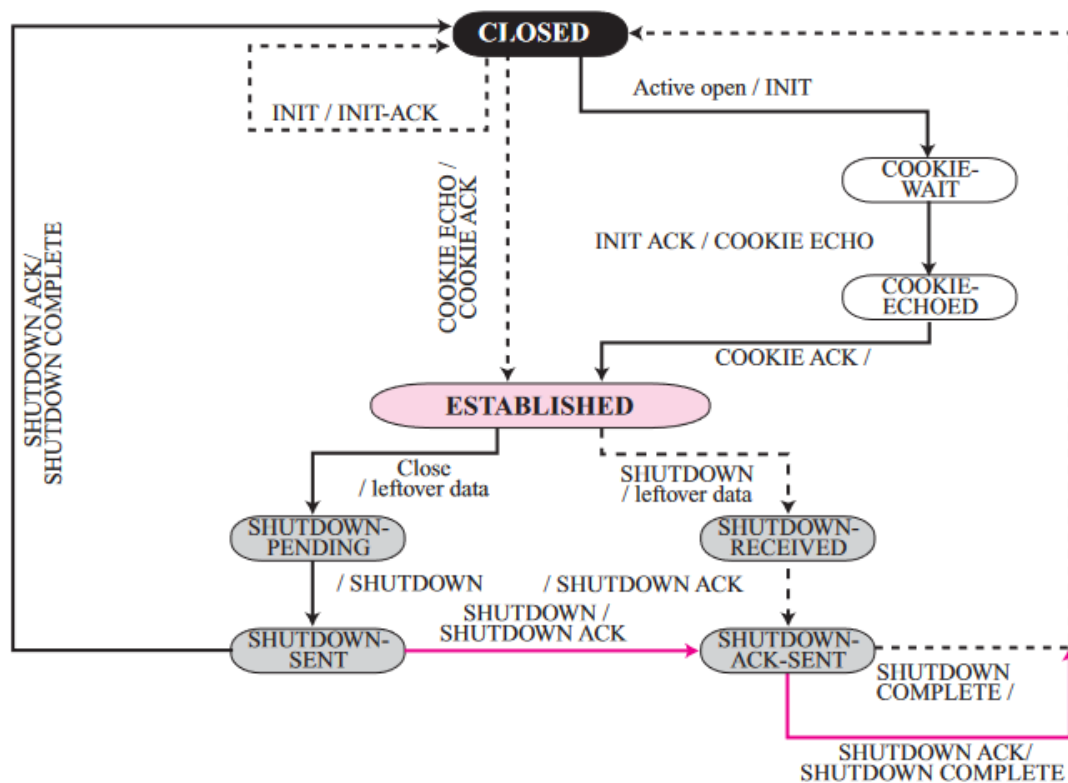 CLOSED
Active open / INIT
INIT / INIT-ACK
COOKIE-
WAIT
COOKIE ECHO /
COOKIE ACK
INIT ACK / COOKIE ECHO
COOKIE-
ECHOED
SHUTDOWN ACK/
SHUTDOWN COMPLETE
COOKIE ACK /
ESTABLISHED
Close
/ leftover data
SHUTDOWN
/ leftover data
SHUTDOWN-
PENDING
SHUTDOWN-
RECEIVED
/ SHUTDOWN
/ SHUTDOWN ACK
SHUTDOWN /
SHUTDOWN ACK
SHUTDOWN-
SENT
SHUTDOWN-
ACK-SENT
SHUTDOWN
COMPLETE /
SHUTDOWN ACK/
SHUTDOWN COMPLETE